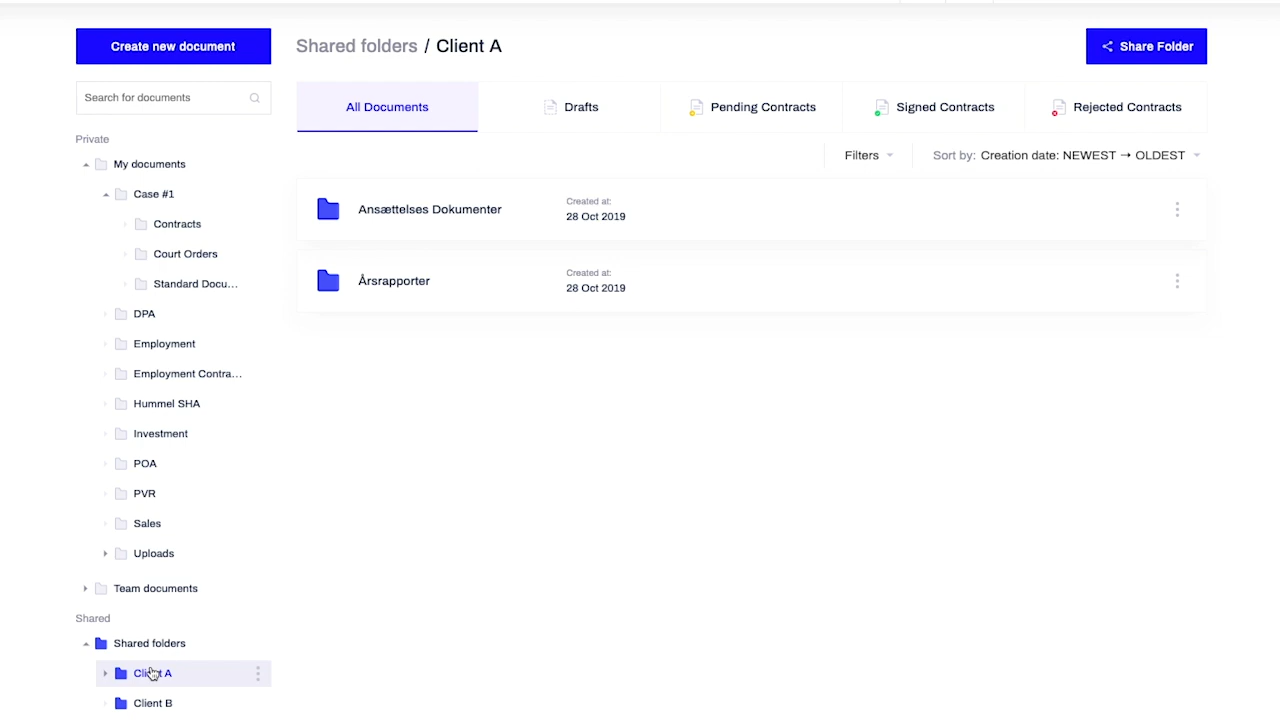 Create new document
Shared folders / Client A
Share Folder
Search for documents
All Documents
Drafts
Pending Contracts
Signed Contracts
Rejected Contracts
Filters
Sort by: Creation date: NEWEST → OLDEST
Private
My documents
Case #1
Contracts
Court Orders
Standard Docu...
DPA
Employment
Employment Contra...
Hummel SHA
Investment
POA
PVR
Sales
Uploads
Team documents
Shared
Shared folders
Client A
Client B
Ansættelses Dokumenter
Created at:
28 Oct 2019
Årsrapporter
Created at:
28 Oct 2019